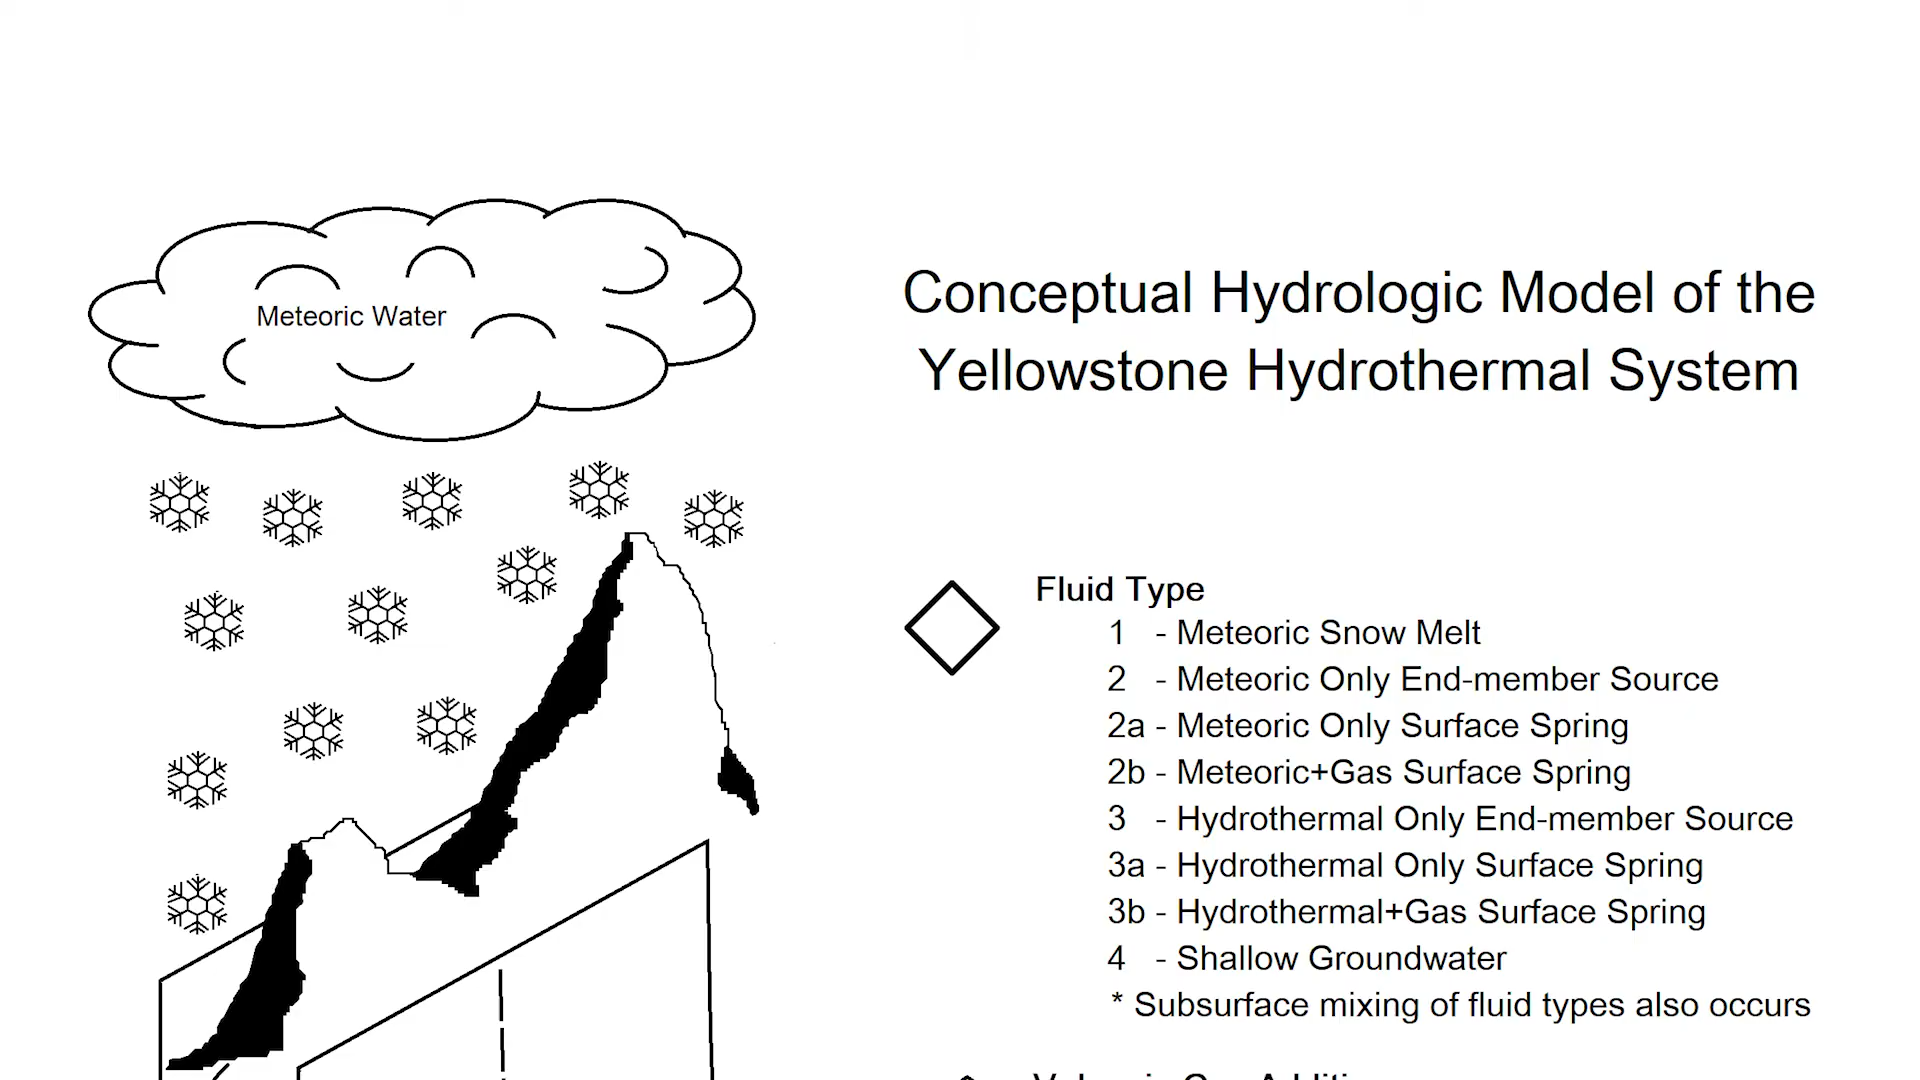 Meteoric Water
Conceptual Hydrologic Model of the
Yellowstone Hydrothermal System
Fluid Type
1 - Meteoric Snow Melt
2 - Meteoric Only End-member Source
2a - Meteoric Only Surface Spring
2b - Meteoric+Gas Surface Spring
3 - Hydrothermal Only End-member Source
3a - Hydrothermal Only Surface Spring
3b - Hydrothermal+Gas Surface Spring
4 - Shallow Groundwater
* Subsurface mixing of fluid types also occurs